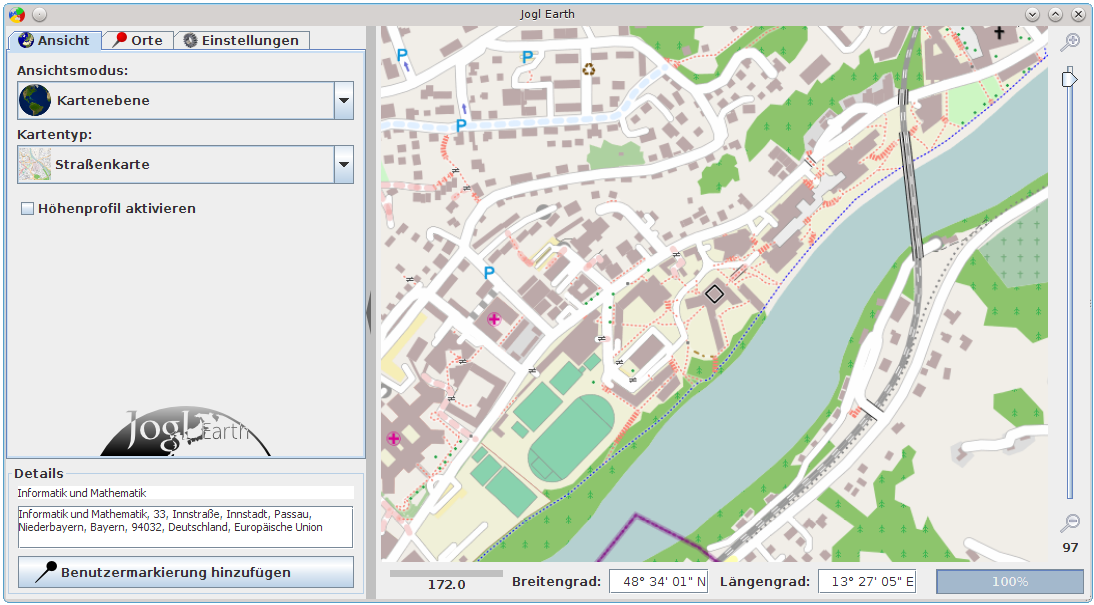 Jogl Earth
Ansicht
Orte
Einstellungen
Ansichtsmodus:
Kartenebene
Kartentyp:
Straßenkarte
Höhenprofil aktivieren
Jogl Earth
Details
Informatik und Mathematik
Informatik und Mathematik, 33, Innstraße, Innstadt, Passau,
Niederbayern, Bayern, 94032, Deutschland, Europäische Union
Benutzermarkierung hinzufügen
P
P
P
P
P
97
172.0
Breitengrad:
48° 34' 01" N
Längengrad:
13° 27' 05" E
100%